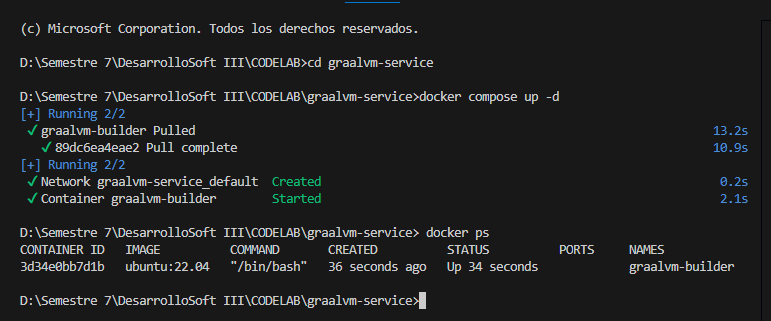 (c) Microsoft Corporation. Todos los derechos reservados.
D:\Semestre 7\DesarrolloSoft III\CODELAB>cd graalvm-service
D:\Semestre 7\DesarrolloSoft III\CODELAB\graalvm-service>docker compose up -d
[+] Running 2/2
✓ graalvm-builder Pulled 13.2s
✓ 89dc6ea4eae2 Pull complete 10.9s
[+] Running 2/2
✓ Network graalvm-service_default Created 0.2s
✓ Container graalvm-builder Started 2.1s
D:\Semestre 7\DesarrolloSoft III\CODELAB\graalvm-service> docker ps
CONTAINER ID IMAGE COMMAND CREATED STATUS PORTS NAMES
3d34e0bb7d1b ubuntu:22.04 "/bin/bash" 36 seconds ago Up 34 seconds graalvm-builder
D:\Semestre 7\DesarrolloSoft III\CODELAB\graalvm-service>